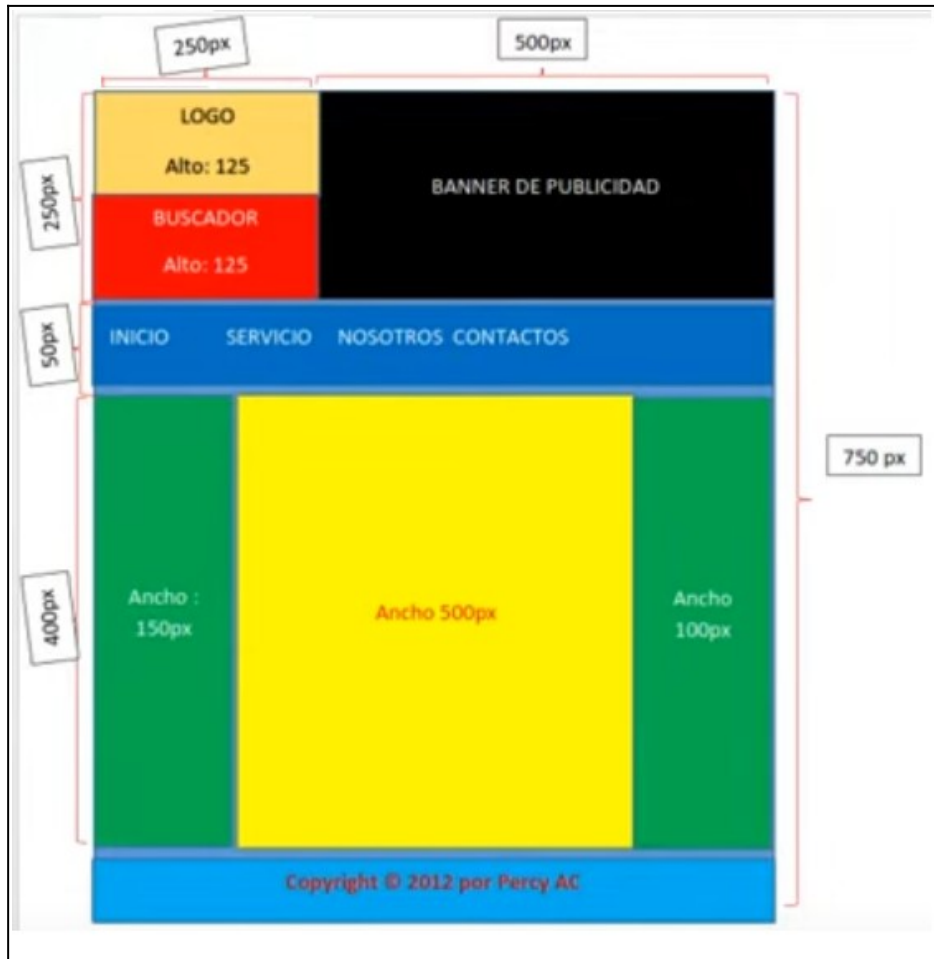 250px
500px
LOGO
Alto: 125
BANNER DE PUBLICIDAD
250px
BUSCADOR
Alto: 125
50px
INICIO SERVICIO NOSOTROS CONTACTOS
750 px
400px
Ancho :
150px
Ancho 500px
Ancho
100px
Copyright © 2012 por Percy AC